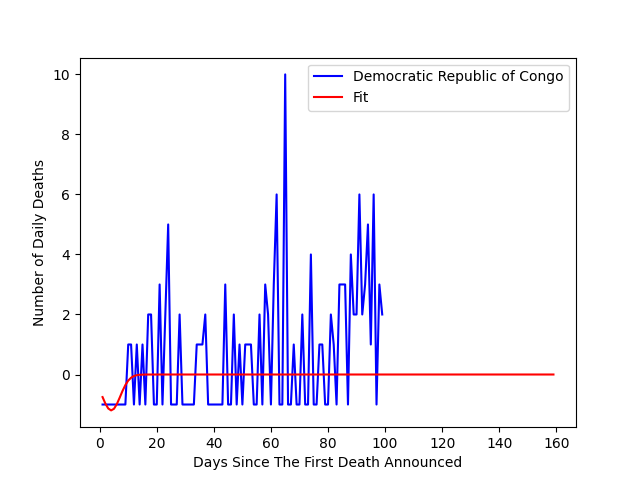 Democratic Republic of Congo
Fit
10
8
6
4
2
0
Number of Daily Deaths
0 20 40 60 80 100 120 140 160
Days Since The First Death Announced